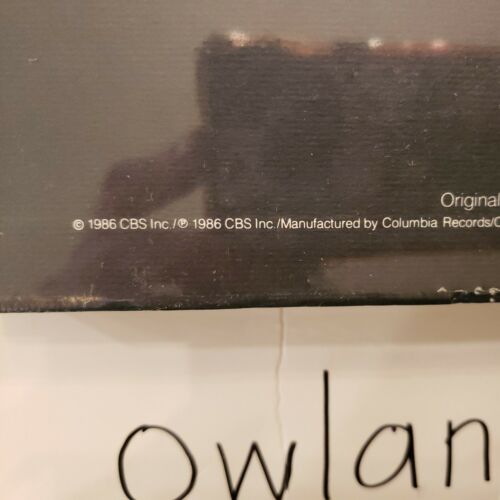 Original
© 1986 CBS Inc./℗ 1986 CBS Inc./Manufactured by Columbia Records/
owlan